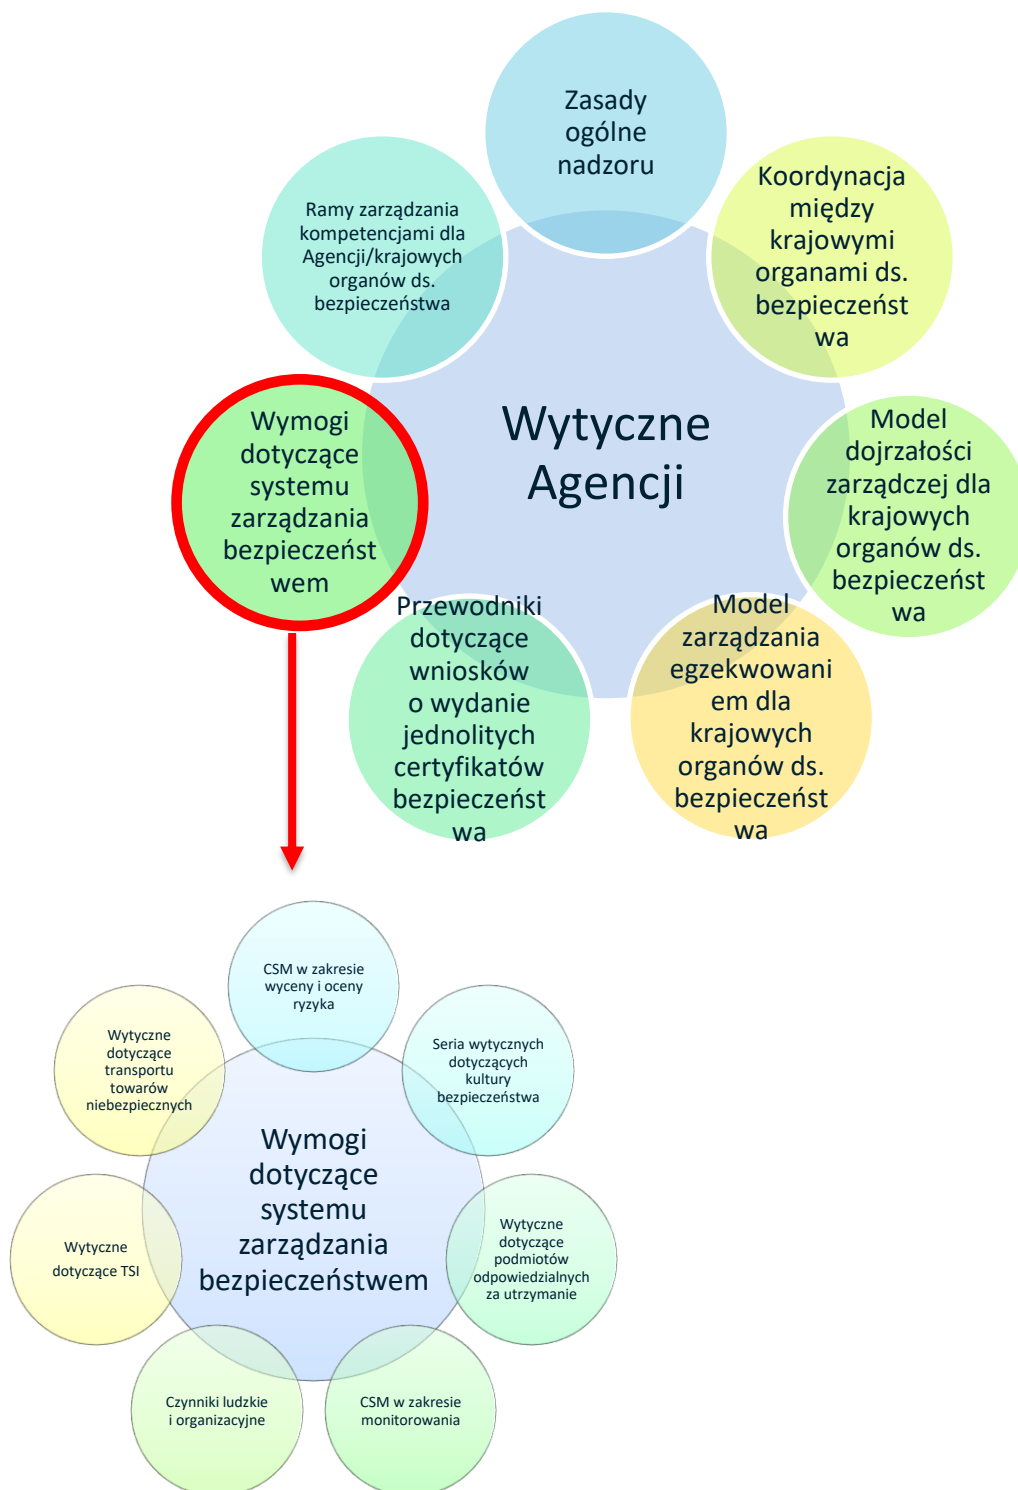 Zasady
ogólne
nadzoru
Koordynacja
między
krajowymi
organami ds.
bezpieczeńst
wa
Ramy zarządzania
kompetencjami dla
Agencji/krajowych
organów ds.
bezpieczeństwa
Wytyczne
Agencji
Wymogi
dotyczące
systemu
zarządzania
bezpieczeńst
wem
Model
dojrzałości
zarządczej dla
krajowych
organów ds.
bezpieczeńst
wa
Przewodniki
dotyczące
wniosków
o wydanie
jednolitych
certyfikatów
bezpieczeńst
wa
Model
zarządzania
egzekwowani
em dla
krajowych
organów ds.
bezpieczeńst
wa
CSM w zakresie
wyceny i oceny
ryzyka
Wytyczne
dotyczące
transportu
towarów
niebezpiecznych
Seria wytycznych
dotyczących
kultury
bezpieczeństwa
Wymogi
dotyczące
systemu
zarządzania
bezpieczeństwem
Wytyczne
dotyczące TSI
Wytyczne
dotyczące
podmiotów
odpowiedzialnych
za utrzymanie
Czynniki ludzkie
i organizacyjne
CSM w zakresie
monitorowania